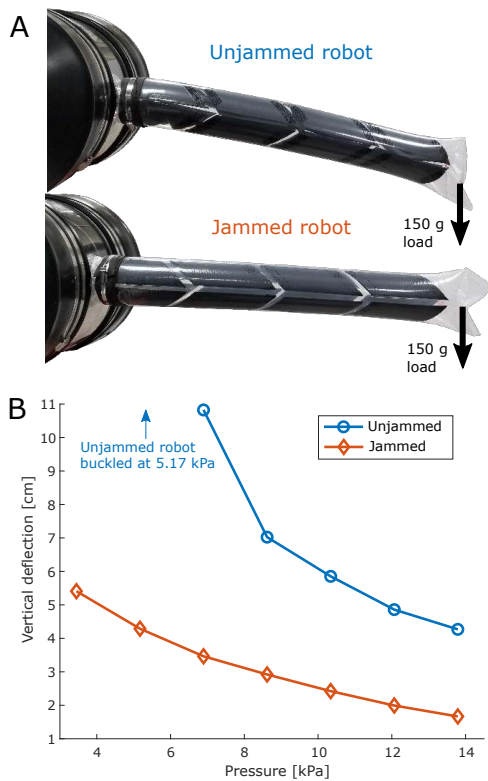 A
Unjammed robot
150 g
load
Jammed robot
150 g
load
B
11
10
9
8
7
6
5
4
3
2
1
Vertical deflection [cm]
Unjammed robot
buckled at 5.17 kPa
Unjammed
Jammed
4
6
8
10
12
14
Pressure [kPa]